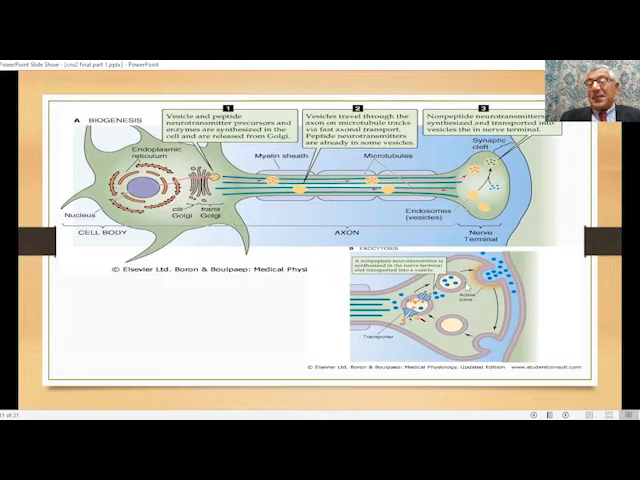 PowerPoint Slide Show - [cns2 final part 1.pptx] - PowerPoint
1
2
3
A BIOGENESIS
Vesicle and peptide
neurotransmitter precursors and
enzymes are synthesized in the
cell and are released from Golgi.
Vesicles travel through the
axon on microtubule tracks
via fast axonal transport.
Peptide neurotransmitters
are already in some vesicles.
Nonpeptide neurotransmitters
synthesized and transported into
vesicles the in nerve terminal.
Endoplasmic
reticulum
Myelin sheath
Microtubules
Synaptic
cleft
Nucleus
cis
Golgi
trans
Golgi
Endosomes
(vesicles)
Nerve
Terminal
CELL BODY
AXON
B EXOCYTOSIS
A nonpeptide neurotransmitter is
synthesized in the nerve terminal
and transported into a vesicle.
Active
zone
Transporter
© Elsevier Ltd. Boron & Boulpaep: Medical Physi
© Elsevier Ltd. Boron & Boulpaep: Medical Physiology, Updated Edition www.studentconsult.com
11 of 21